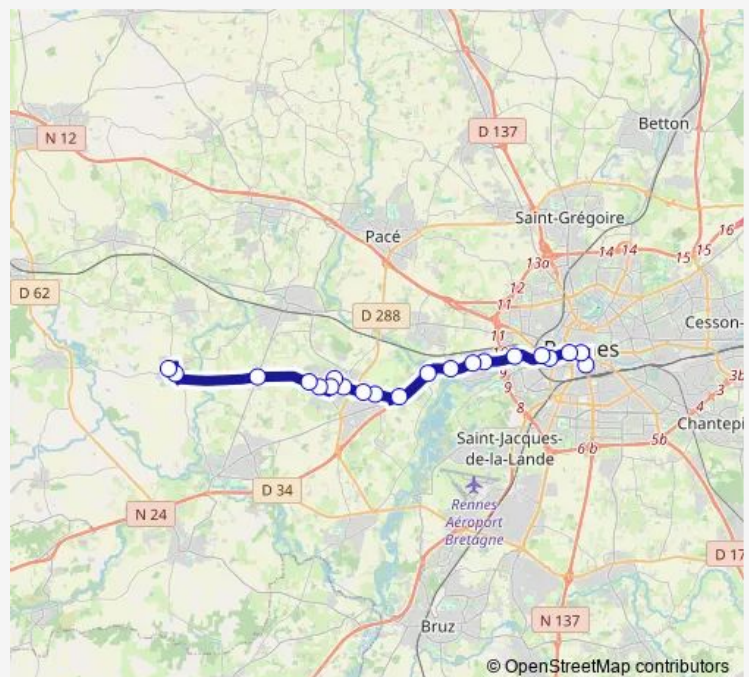 Betton
D 137
N 12
Saint-Grégoire
Pacé
16
15
15
14
14
13a
12
D 62
11
D 288
11
Cesson-
9
3b
3
9
4
8
Chantepi
Saint-Jacques-
de-la-Lande
5b
6 b
D 34
N 24
Rennes
Aéroport
Bretagne
D 17
N 137
Bruz
© OpenStreetMap contributors